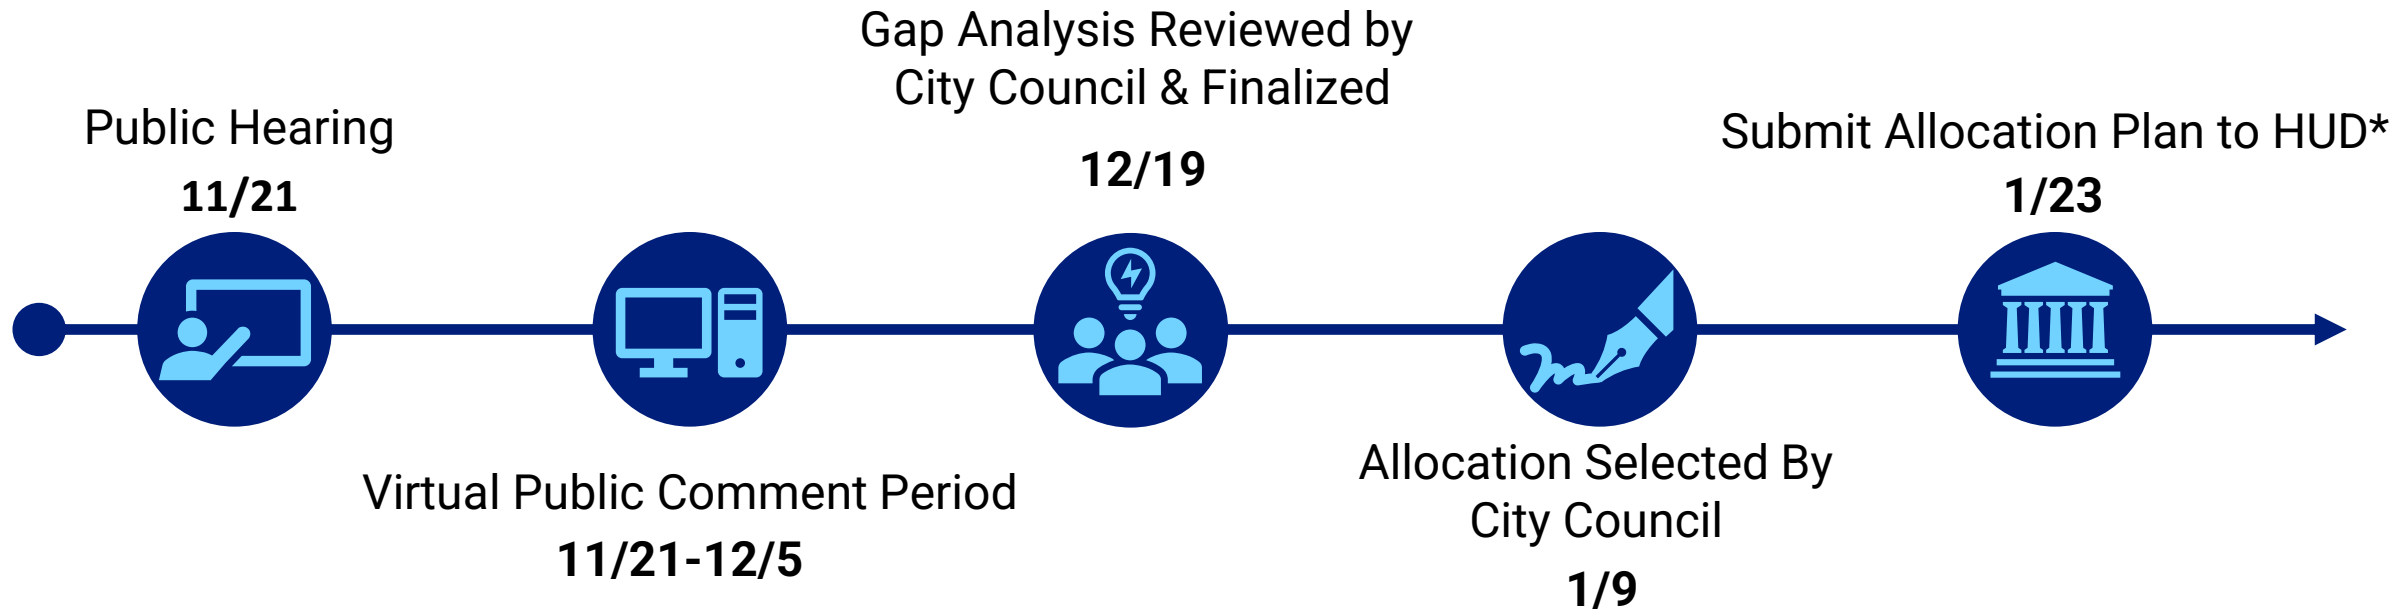 Public Hearing
11/21
Virtual Public Comment Period
11/21-12/5
Gap Analysis Reviewed by
City Council & Finalized
12/19
Allocation Selected By
City Council
1/9
Submit Allocation Plan to HUD*
1/23